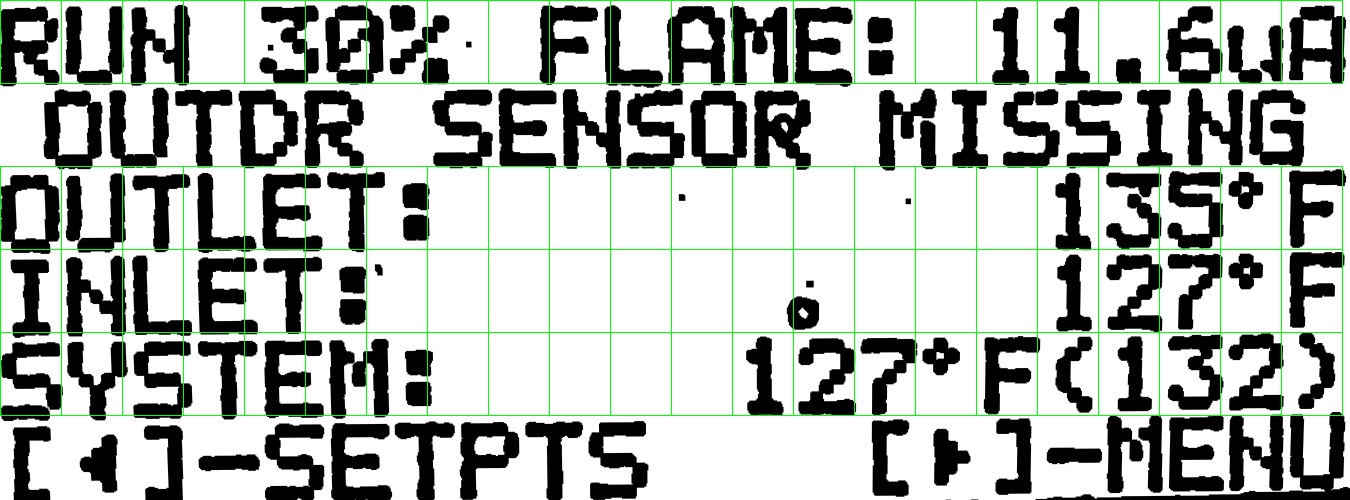 RUN 30% FLAME: 11.6uA
OUTDR SENSOR MISSING
OUTLET: 135°F
INLET: 127°F
SYSTEM: 127°F(132)
[◀]-SETPTS [▶]-MENU